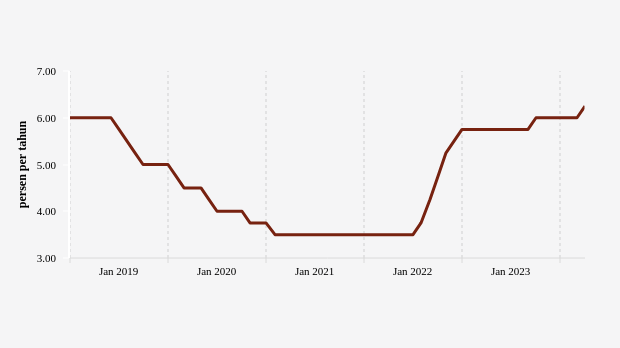 7.00
6.00
5.00
4.00
3.00
persen per tahun
Jan 2019
Jan 2020
Jan 2021
Jan 2022
Jan 2023